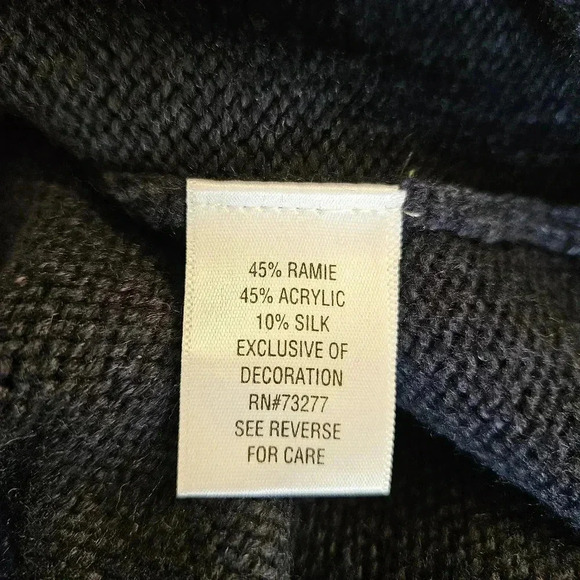 45% RAMIE
45% ACRYLIC
10% SILK
EXCLUSIVE OF
DECORATION
RN#73277
SEE REVERSE
FOR CARE